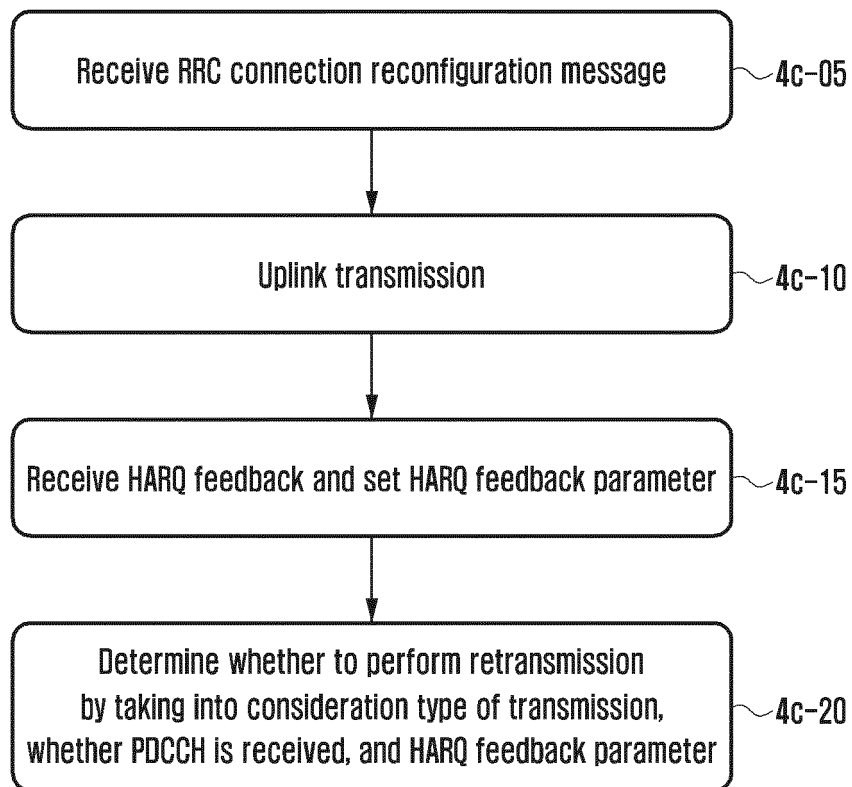 Receive RRC connection reconfiguration message
4c-05
Uplink transmission
4c-10
Receive HARQ feedback and set HARQ feedback parameter
4c-15
Determine whether to perform retransmission
by taking into consideration type of transmission,
whether PDCCH is received, and HARQ feedback parameter
4c-20